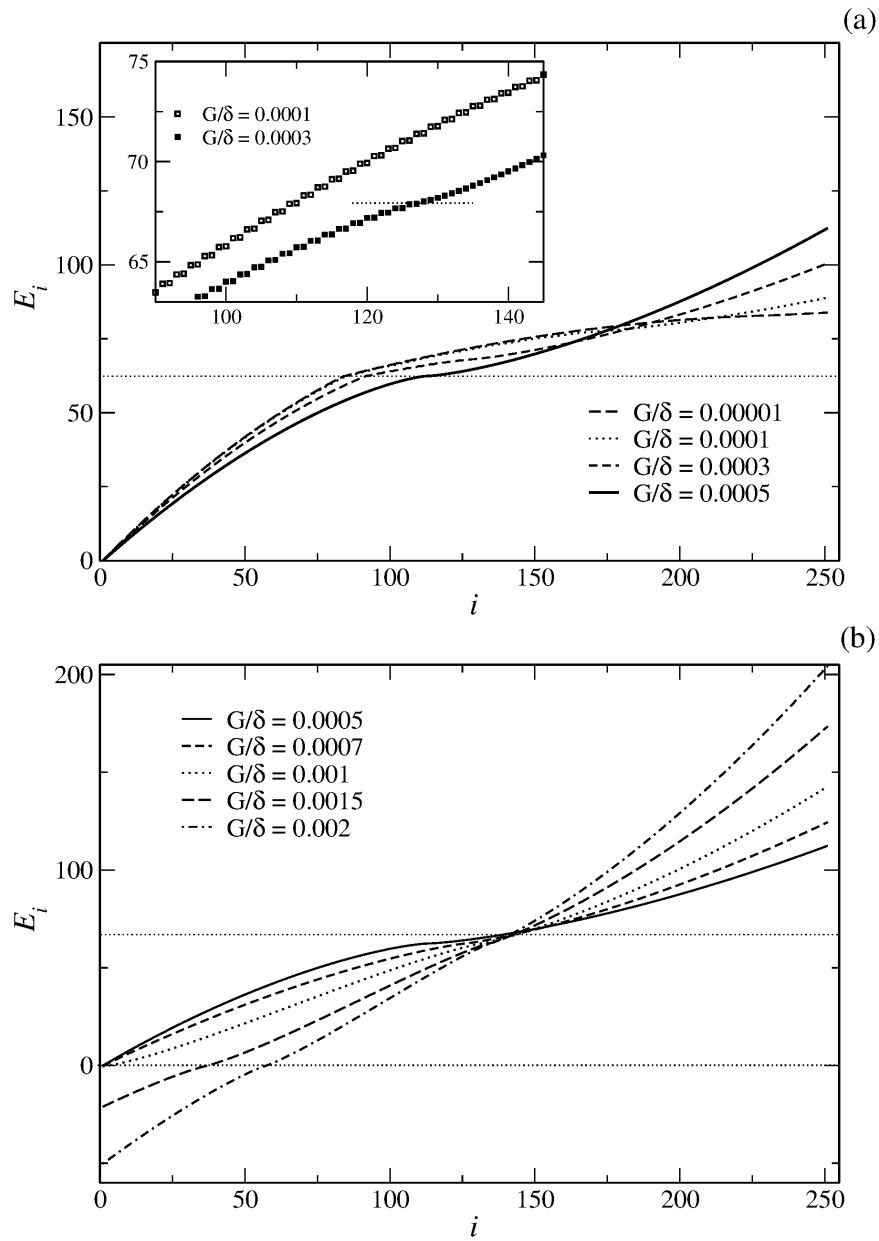 (a)
175
150
100
50
0
E_i
75
70
65
G/δ = 0.0001
G/δ = 0.0003
100 120 140
G/δ = 0.00001
G/δ = 0.0001
G/δ = 0.0003
G/δ = 0.0005
0 50 100 150 200 250
i
(b)
200
G/δ = 0.0005
G/δ = 0.0007
G/δ = 0.001
G/δ = 0.0015
G/δ = 0.002
100
E_i
0
0 50 100 150 200 250
i